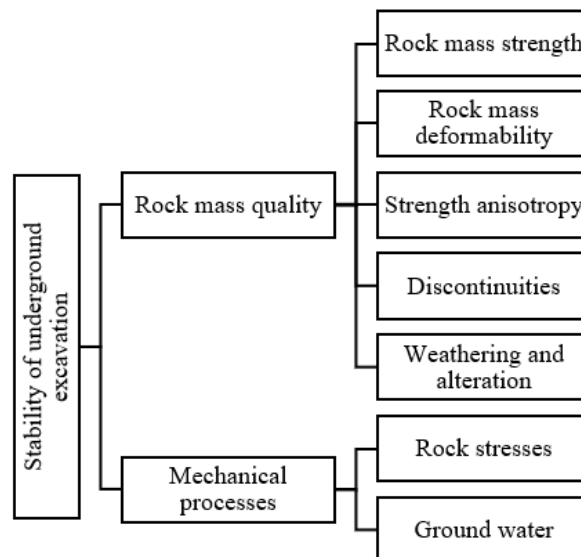 Stability of underground
excavation
Rock mass quality
Mechanical
processes
Rock mass strength
Rock mass
deformability
Strength anisotropy
Discontinuities
Weathering and
alteration
Rock stresses
Ground water